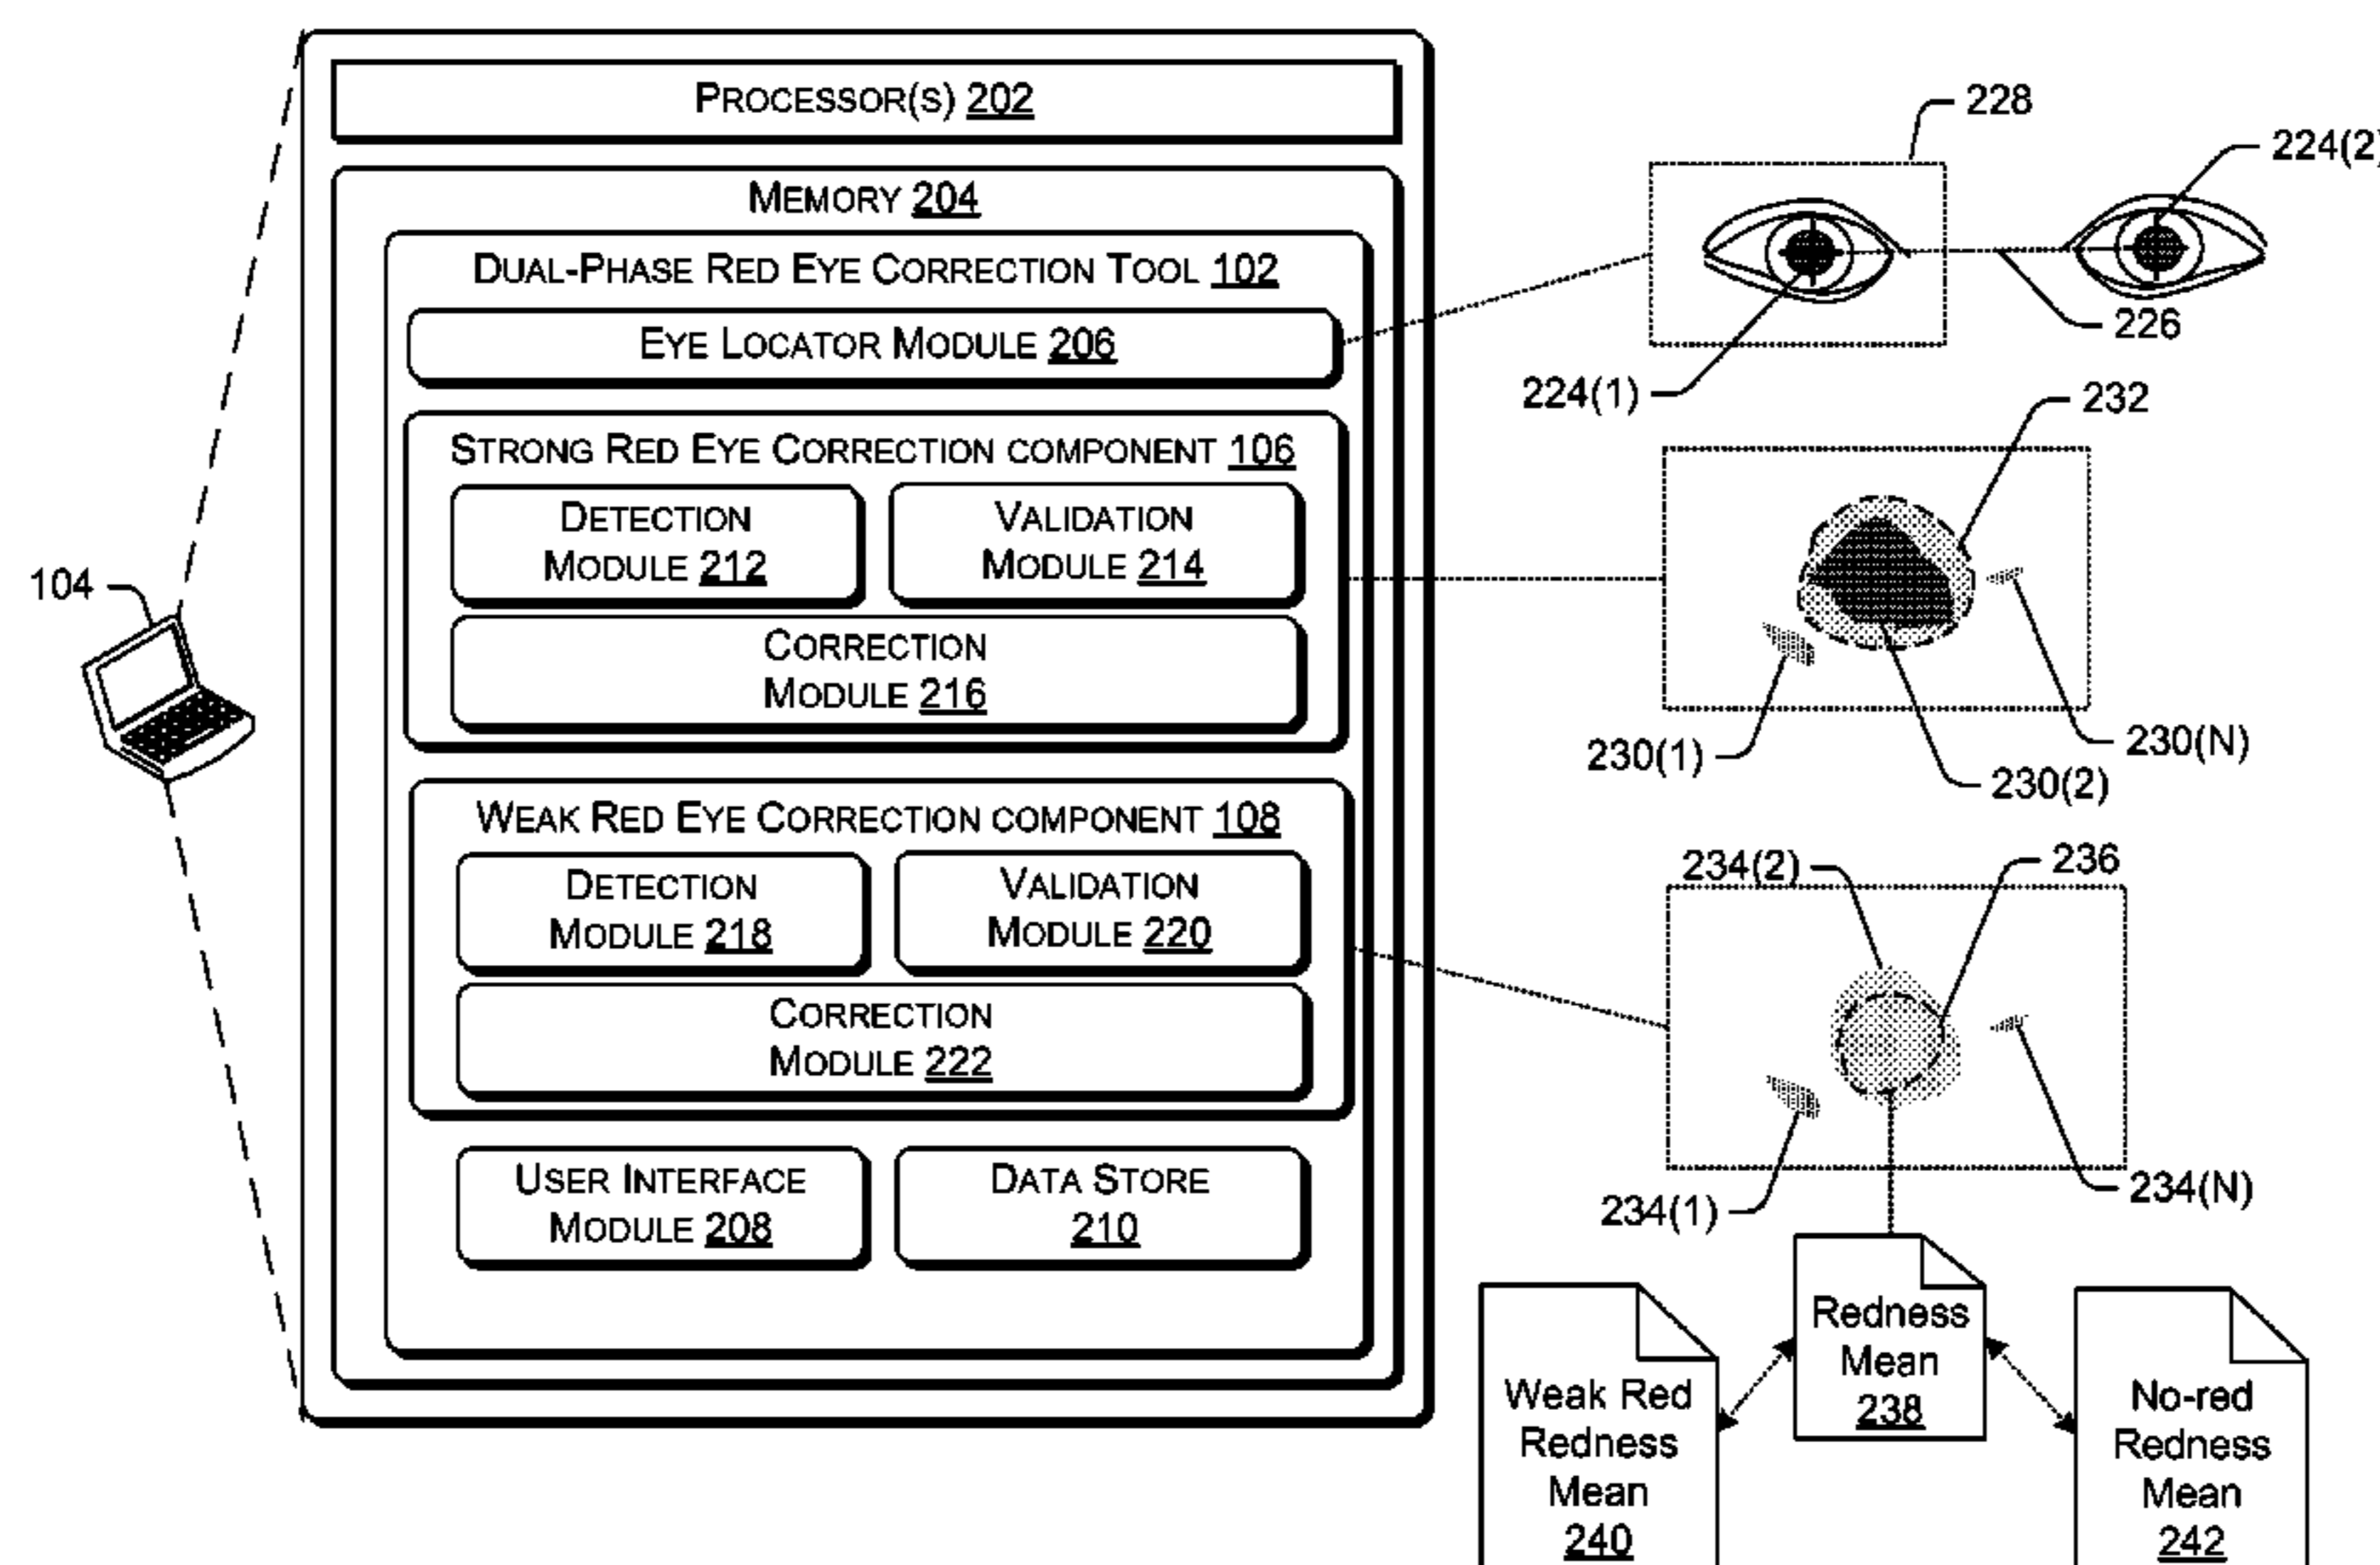 PROCESSOR(S) 202
MEMORY 204
DUAL-PHASE RED EYE CORRECTION TOOL 102
EYE LOCATOR MODULE 206
STRONG RED EYE CORRECTION COMPONENT 106
DETECTION
MODULE 212
VALIDATION
MODULE 214
CORRECTION
MODULE 216
WEAK RED EYE CORRECTION COMPONENT 108
DETECTION
MODULE 218
VALIDATION
MODULE 220
CORRECTION
MODULE 222
USER INTERFACE
MODULE 208
DATA STORE
210
104
228
224(2)
226
224(1)
232
230(1)
230(N)
230(2)
234(2)
236
234(1)
234(N)
Redness
Mean
238
Weak Red
Redness
Mean
240
No-red
Redness
Mean
242